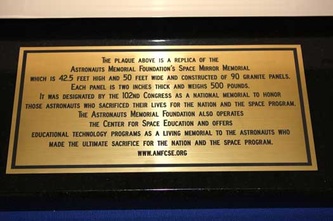 THE PLAQUE ABOVE IS A REPLICA OF THE
ASTRONAUTS MEMORIAL FOUNDATION'S SPACE MIRROR MEMORIAL
WHICH IS 42.5 FEET HIGH AND 50 FEET WIDE AND CONSTRUCTED OF 90 GRANITE PANELS.
EACH PANEL IS TWO INCHES THICK AND WEIGHS 500 POUNDS.
IT WAS DESIGNATED BY THE 102ND CONGRESS AS A NATIONAL MEMORIAL TO HONOR
THOSE ASTRONAUTS WHO SACRIFICED THEIR LIVES FOR THE NATION AND THE SPACE PROGRAM.
THE ASTRONAUTS MEMORIAL FOUNDATION ALSO OPERATES
THE CENTER FOR SPACE EDUCATION AND OFFERS
EDUCATIONAL TECHNOLOGY PROGRAMS AS A LIVING MEMORIAL TO THE ASTRONAUTS WHO
MADE THE ULTIMATE SACRIFICE FOR THE NATION AND THE SPACE PROGRAM.
WWW.AMFCSE.ORG